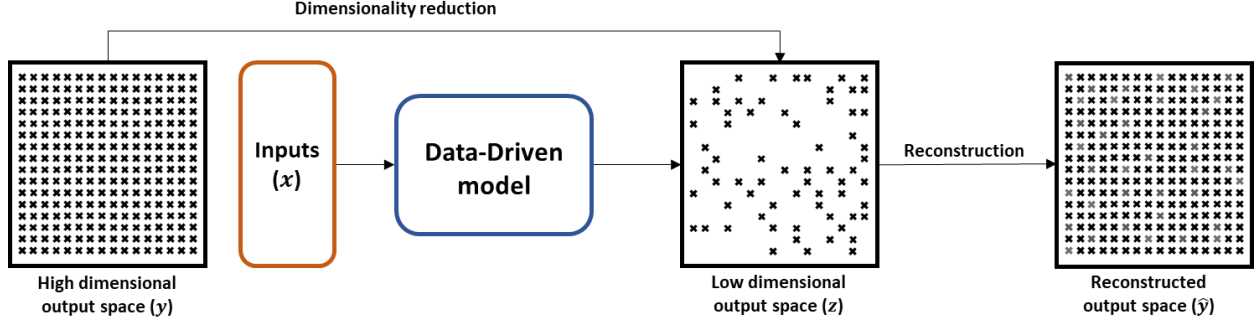 Dimensionality reduction
Inputs
(x)
Data-Driven
model
Reconstruction
High dimensional
output space (y)
Low dimensional
output space (z)
Reconstructed
output space (ŷ)